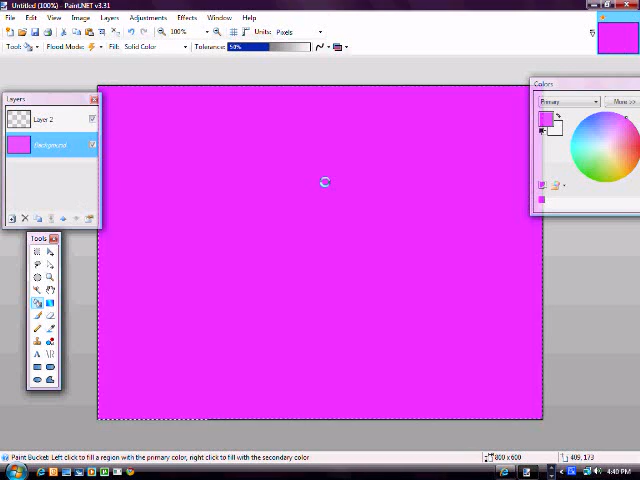 Untitled (100%) - Paint.NET v3.31
File Edit View Image Layers Adjustments Effects Window Help
100% Units: Pixels
Tool: Flood Mode: Fill: Solid Color Tolerance: 50%
Colors
Primary More >>
Layers
Layer 2
Background
Tools
Paint Bucket: Left click to fill a region with the primary color, right click to fill with the secondary color 800 x 600 409, 173
4:40 PM